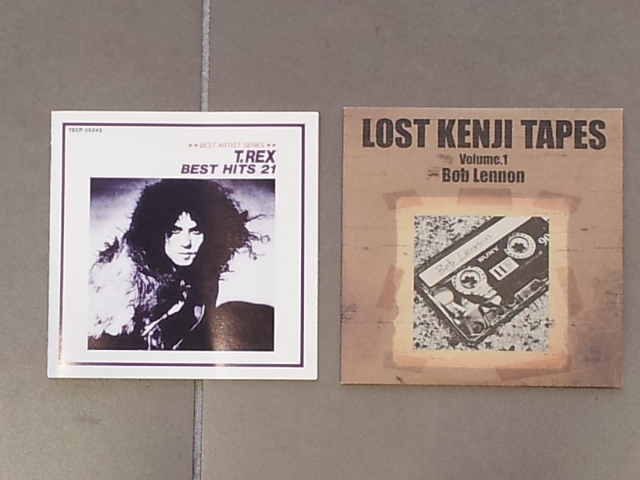 TECP-25343
★★ BEST ARTIST SERIES ★★
T.REX
BEST HITS 21
LOST KENJI TAPES
Volume.1
Bob Lennon
Bob Lennon
90